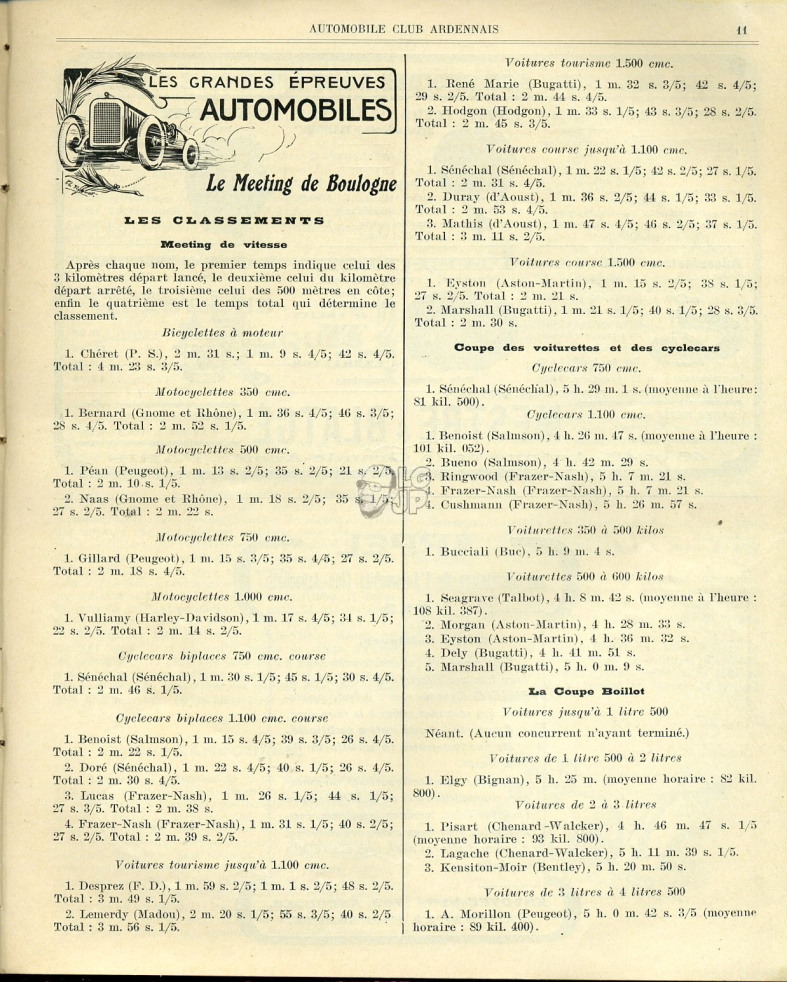 AUTOMOBILE CLUB ARDENNAIS 11
LES GRANDES ÉPREUVES
AUTOMOBILES
Le Meeting de Boulogne
LES CLASSEMENTS
Meeting de vitesse
Après chaque nom, le premier temps indique celui des
3 kilomètres départ lancé, le deuxième celui du kilomètre
départ arrêté, le troisième celui des 500 mètres en côte;
enfin le quatrième est le temps total qui détermine le
classement.
Bicyclettes à moteur
1. Chéret (P. S.), 2 m. 31 s.; 1 m. 9 s. 4/5; 42 s. 4/5.
Total : 4 m. 23 s. 3/5.
Motocyclettes 350 cmc.
1. Bernard (Gnome et Rhône), 1 m. 36 s. 4/5; 46 s. 3/5;
28 s. 4/5. Total : 2 m. 52 s. 1/5.
Motocyclettes 500 cmc.
1. Péan (Peugeot), 1 m. 13 s. 2/5; 35 s. 2/5; 21 s. 2/5.
Total : 2 m. 10 s. 1/5.
2. Naas (Gnome et Rhône), 1 m. 18 s. 2/5; 35 s. 1/5;
27 s. 2/5. Total : 2 m. 22 s.
Motocyclettes 750 cmc.
1. Gillard (Peugeot), 1 m. 15 s. 3/5; 35 s. 4/5; 27 s. 2/5.
Total : 2 m. 18 s. 4/5.
Motocyclettes 1.000 cmc.
1. Vulliamy (Harley-Davidson), 1 m. 17 s. 4/5; 34 s. 1/5;
22 s. 2/5. Total : 2 m. 14 s. 2/5.
Cyclecars biplaces 750 cmc. course
1. Sénéchal (Sénéchal), 1 m. 30 s. 1/5; 45 s. 1/5; 30 s. 4/5.
Total : 2 m. 46 s. 1/5.
Cyclecars biplaces 1.100 cmc. course
1. Benoist (Salmson), 1 m. 15 s. 4/5; 39 s. 3/5; 26 s. 4/5.
Total : 2 m. 22 s. 1/5.
2. Doré (Sénéchal), 1 m. 22 s. 4/5; 40 s. 1/5; 26 s. 4/5.
Total : 2 m. 30 s. 4/5.
3. Lucas (Frazer-Nash), 1 m. 26 s. 1/5; 44 s. 1/5;
27 s. 3/5. Total : 2 m. 38 s.
4. Frazer-Nash (Frazer-Nash), 1 m. 31 s. 1/5; 40 s. 2/5;
27 s. 2/5. Total : 2 m. 39 s. 2/5.
Voitures tourisme jusqu'à 1.100 cmc.
1. Desprez (F. D.), 1 m. 59 s. 2/5; 1 m. 1 s. 2/5; 48 s. 2/5.
Total : 3 m. 49 s. 1/5.
2. Lemerdy (Madou), 2 m. 20 s. 1/5; 55 s. 3/5; 40 s. 2/5
Total : 3 m. 56 s. 1/5.
Voitures tourisme 1.500 cmc.
1. René Marie (Bugatti), 1 m. 32 s. 3/5; 42 s. 4/5;
29 s. 2/5. Total : 2 m. 44 s. 4/5.
2. Hodgon (Hodgon), 1 m. 33 s. 1/5; 43 s. 3/5; 28 s. 2/5.
Total : 2 m. 45 s. 3/5.
Voitures course jusqu'à 1.100 cmc.
1. Sénéchal (Sénéchal), 1 m. 22 s. 1/5; 42 s. 2/5; 27 s. 1/5.
Total : 2 m. 31 s. 4/5.
2. Duray (d'Aoust), 1 m. 36 s. 2/5; 44 s. 1/5; 33 s. 1/5.
Total : 2 m. 53 s. 4/5.
3. Mathis (d'Aoust), 1 m. 47 s. 4/5; 46 s. 2/5; 37 s. 1/5.
Total : 3 m. 11 s. 2/5.
Voitures course 1.500 cmc.
1. Eyston (Aston-Martin), 1 m. 15 s. 2/5; 38 s. 1/5;
27 s. 2/5. Total : 2 m. 21 s.
2. Marshall (Bugatti), 1 m. 21 s. 1/5; 40 s. 1/5; 28 s. 3/5.
Total : 2 m. 30 s.
Coupe des voiturettes et des cyclecars
Cyclecars 750 cmc.
1. Sénéchal (Sénéchal), 5 h. 29 m. 1 s. (moyenne à l'heure:
81 kil. 500).
Cyclecars 1.100 cmc.
1. Benoist (Salmson), 4 h. 26 m. 47 s. (moyenne à l'heure :
101 kil. 052).
2. Bueno (Salmson), 4 h. 42 m. 29 s.
3. Ringwood (Frazer-Nash), 5 h. 7 m. 21 s.
4. Frazer-Nash (Frazer-Nash), 5 h. 7 m. 21 s.
4. Cushmann (Frazer-Nash), 5 h. 26 m. 57 s.
Voiturettes 350 à 500 kilos
1. Bucciali (Buc), 5 h. 9 m. 4 s.
Voiturettes 500 à 600 kilos
1. Seagrave (Talbot), 4 h. 8 m. 42 s. (moyenne à l'heure :
108 kil. 387).
2. Morgan (Aston-Martin), 4 h. 28 m. 33 s.
3. Eyston (Aston-Martin), 4 h. 36 m. 32 s.
4. Dely (Bugatti), 4 h. 41 m. 51 s.
5. Marshall (Bugatti), 5 h. 0 m. 9 s.
La Coupe Boillot
Voitures jusqu'à 1 litre 500
Néant. (Aucun concurrent n'ayant terminé.)
Voitures de 1 litre 500 à 2 litres
1. Elgy (Bignan), 5 h. 25 m. (moyenne horaire : 82 kil.
800).
Voitures de 2 à 3 litres
1. Pisart (Chenard-Walcker), 4 h. 46 m. 47 s. 1/5
(moyenne horaire : 93 kil. 800).
2. Lagache (Chenard-Walcker), 5 h. 11 m. 39 s. 1/5.
3. Kensiton-Moir (Bentley), 5 h. 20 m. 50 s.
Voitures de 3 litres à 4 litres 500
1. A. Morillon (Peugeot), 5 h. 0 m. 42 s. 3/5 (moyenne
horaire : 89 kil. 400).